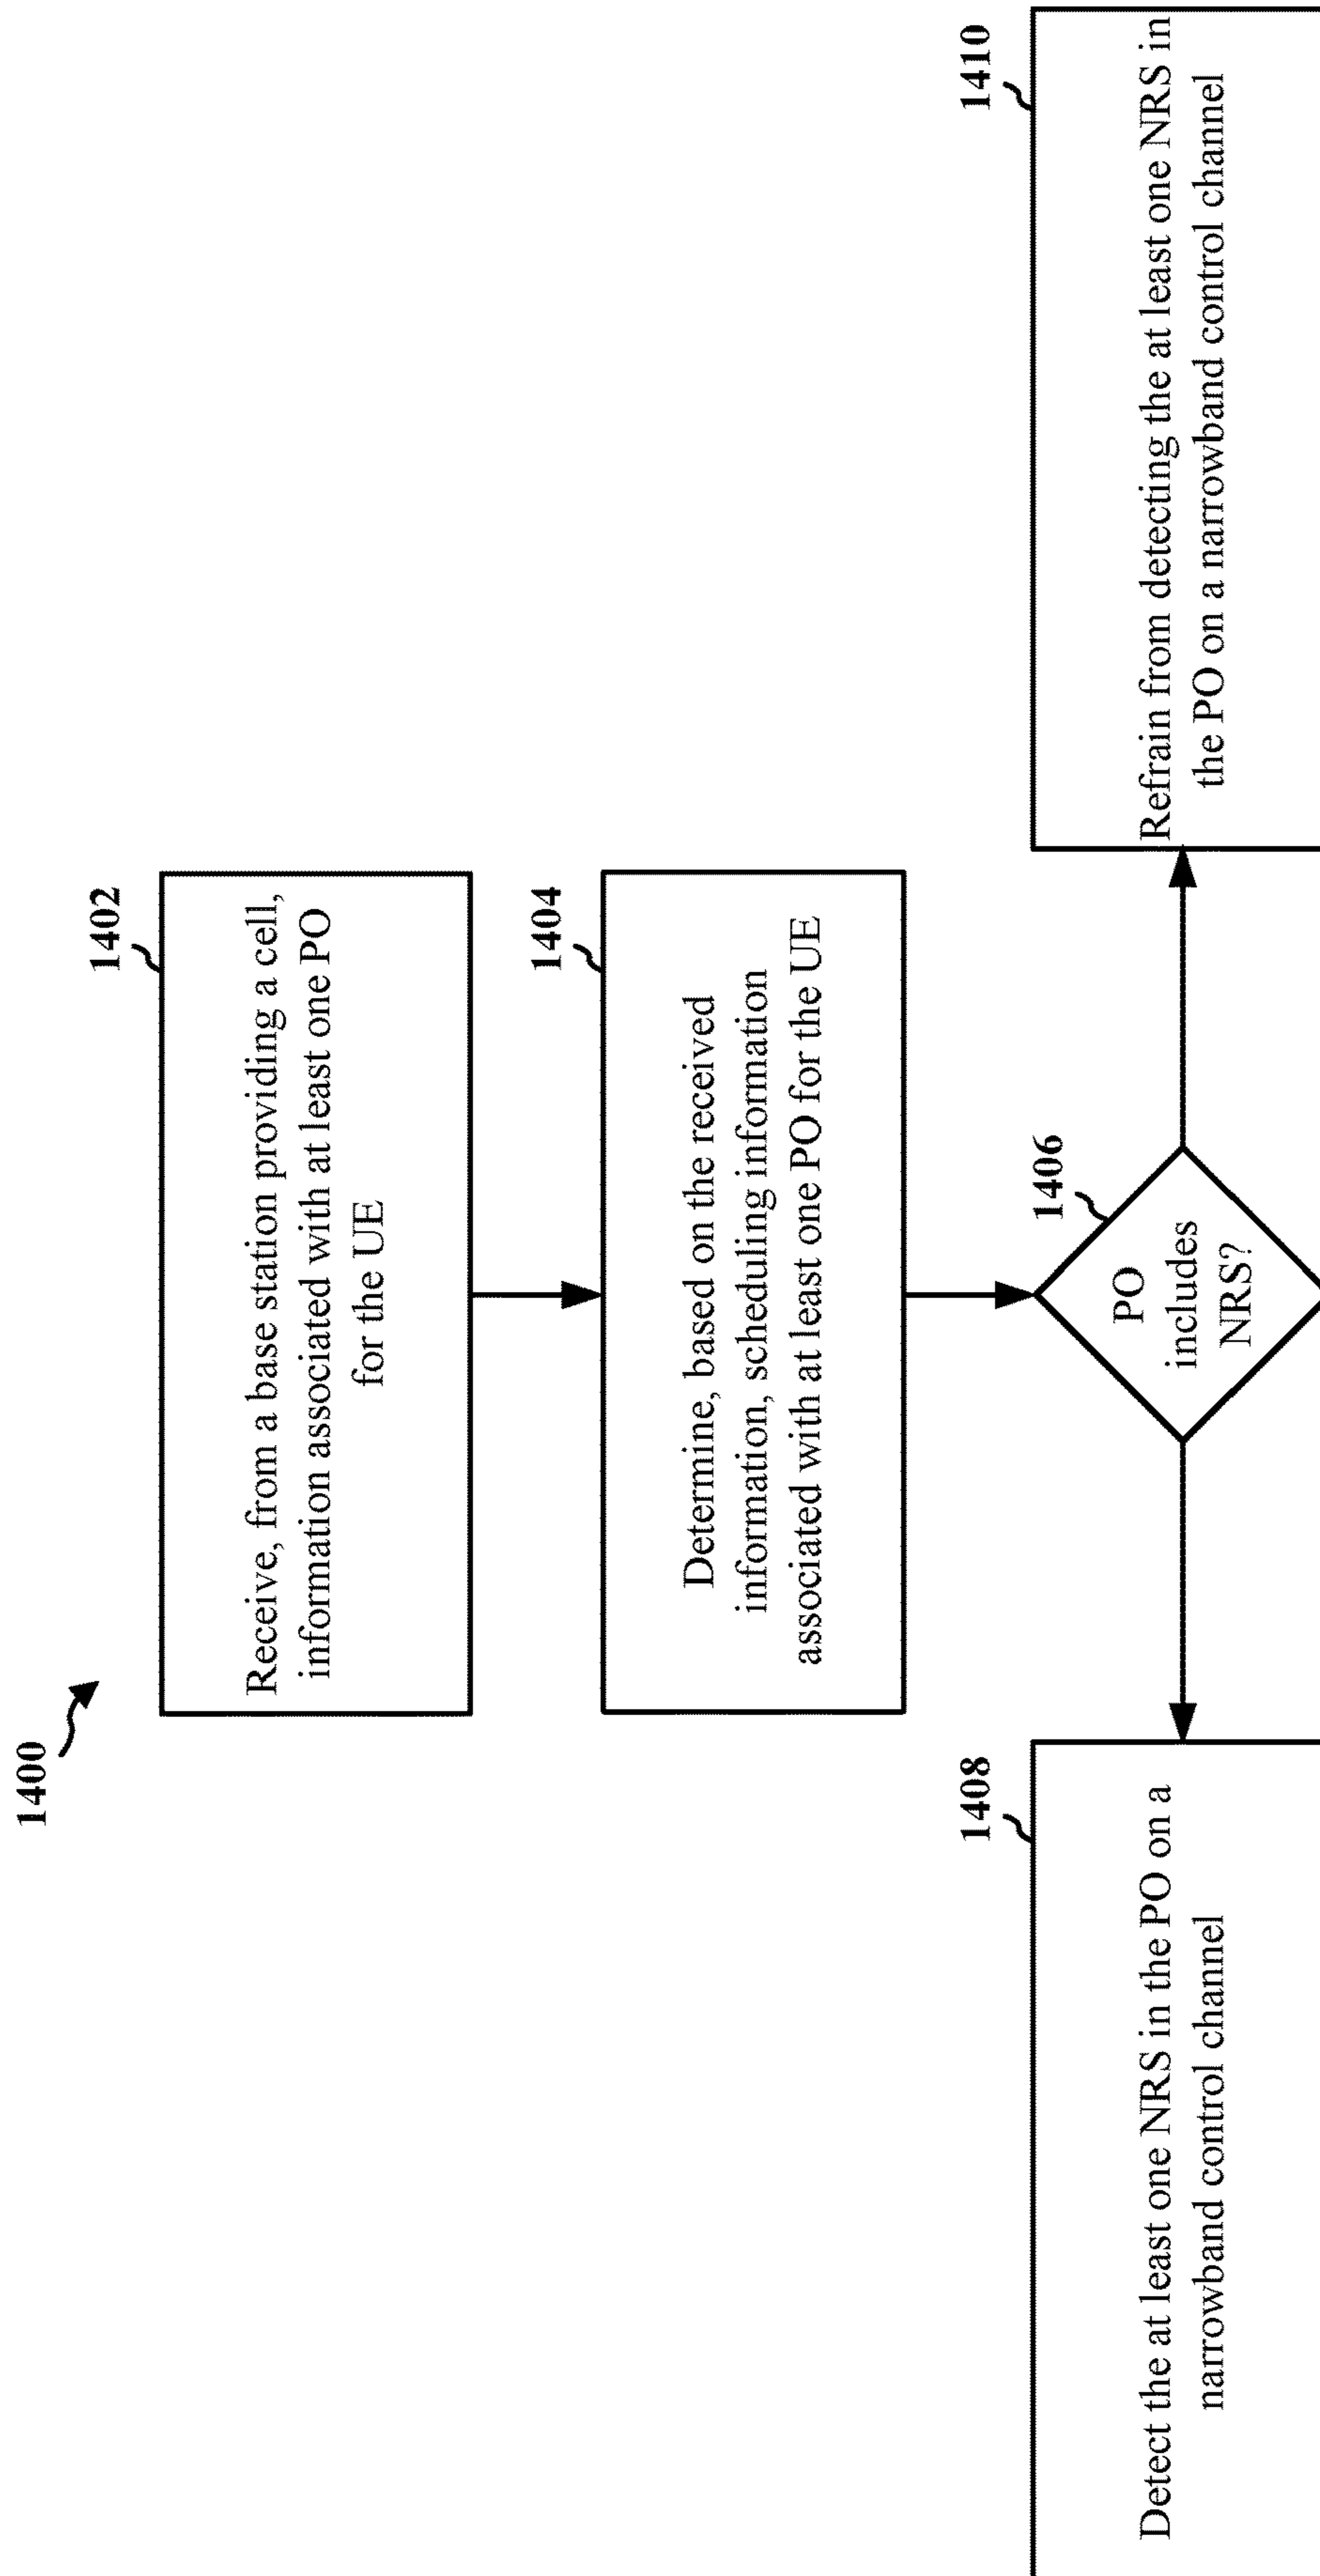 1400
1402
Receive, from a base station providing a cell,
information associated with at least one PO
for the UE
1404
Determine, based on the received
information, scheduling information
associated with at least one PO for the UE
1406
PO
includes
NRS?
1408
Detect the at least one NRS in the PO on a
narrowband control channel
1410
Refrain from detecting the at least one NRS in
the PO on a narrowband control channel